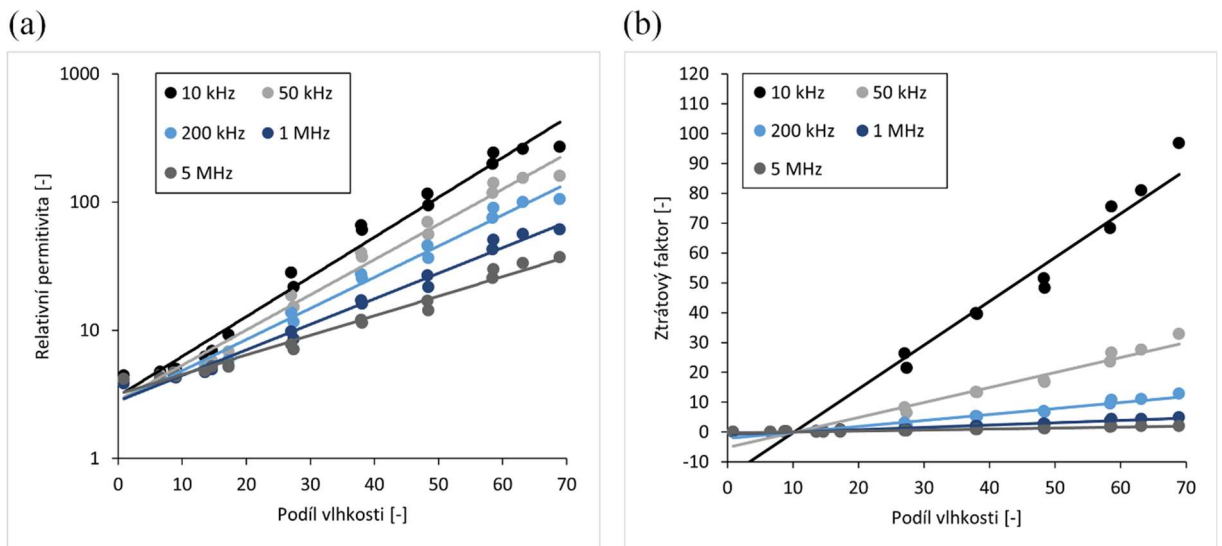 (a)
1000
100
10
1
Relativní permitivita [-]
10 kHz
50 kHz
200 kHz
1 MHz
5 MHz
0 10 20 30 40 50 60 70
Podíl vlhkosti [-]
(b)
120
110
100
90
80
70
60
50
40
30
20
10
0
-10
Ztrátový faktor [-]
10 kHz
50 kHz
200 kHz
1 MHz
5 MHz
0 10 20 30 40 50 60 70
Podíl vlhkosti [-]